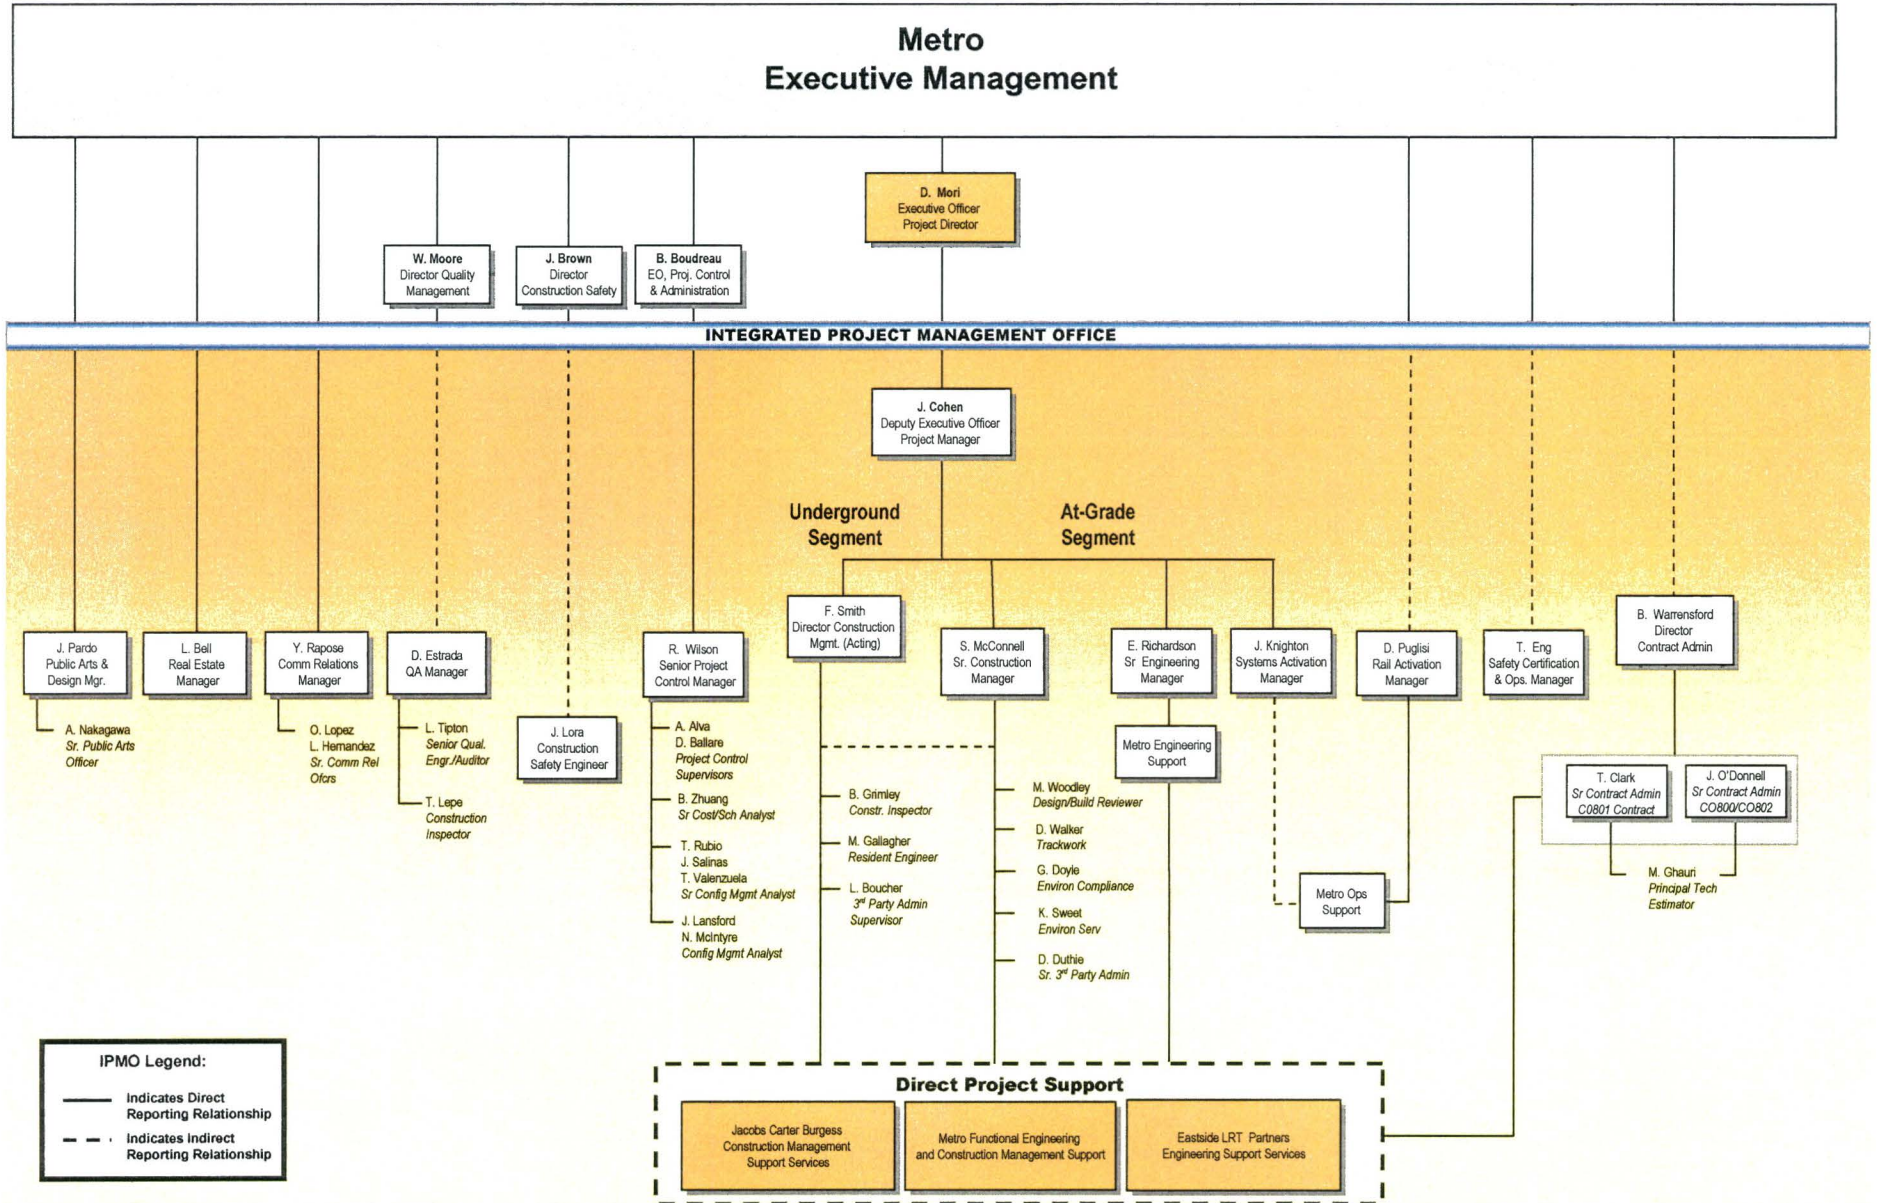 Metro
Executive Management
D. Mori
Executive Officer
Project Director
W. Moore
Director Quality
Management
J. Brown
Director
Construction Safety
B. Boudreau
EO, Proj. Control
& Administration
INTEGRATED PROJECT MANAGEMENT OFFICE
J. Cohen
Deputy Executive Officer
Project Manager
Underground
Segment
At-Grade
Segment
J. Pardo
Public Arts &
Design Mgr.
A. Nakagawa
Sr. Public Arts
Officer
L. Bell
Real Estate
Manager
Y. Rapose
Comm Relations
Manager
O. Lopez
L. Hernandez
Sr. Comm Rel
Ofcrs
D. Estrada
QA Manager
L. Tipton
Senior Qual.
Engr./Auditor
T. Lepe
Construction
Inspector
J. Lora
Construction
Safety Engineer
R. Wilson
Senior Project
Control Manager
A. Alva
D. Ballare
Project Control
Supervisors
B. Zhuang
Sr Cost/Sch Analyst
T. Rubio
J. Salinas
T. Valenzuela
Sr Config Mgmt Analyst
J. Lansford
N. McIntyre
Config Mgmt Analyst
F. Smith
Director Construction
Mgmt. (Acting)
B. Grimley
Constr. Inspector
M. Gallagher
Resident Engineer
L. Boucher
3rd Party Admin
Supervisor
S. McConnell
Sr. Construction
Manager
M. Woodley
Design/Build Reviewer
D. Walker
Trackwork
G. Doyle
Environ Compliance
K. Sweet
Environ Serv
D. Duthie
Sr. 3rd Party Admin
E. Richardson
Sr Engineering
Manager
Metro Engineering
Support
J. Knighton
Systems Activation
Manager
D. Puglisi
Rail Activation
Manager
Metro Ops
Support
T. Eng
Safety Certification
& Ops. Manager
B. Warrensford
Director
Contract Admin
T. Clark
Sr Contract Admin
C0801 Contract
J. O'Donnell
Sr Contract Admin
CO800/CO802
M. Ghauri
Principal Tech
Estimator
IPMO Legend:
Indicates Direct
Reporting Relationship
Indicates Indirect
Reporting Relationship
Direct Project Support
Jacobs Carter Burgess
Construction Management
Support Services
Metro Functional Engineering
and Construction Management Support
Eastside LRT Partners
Engineering Support Services